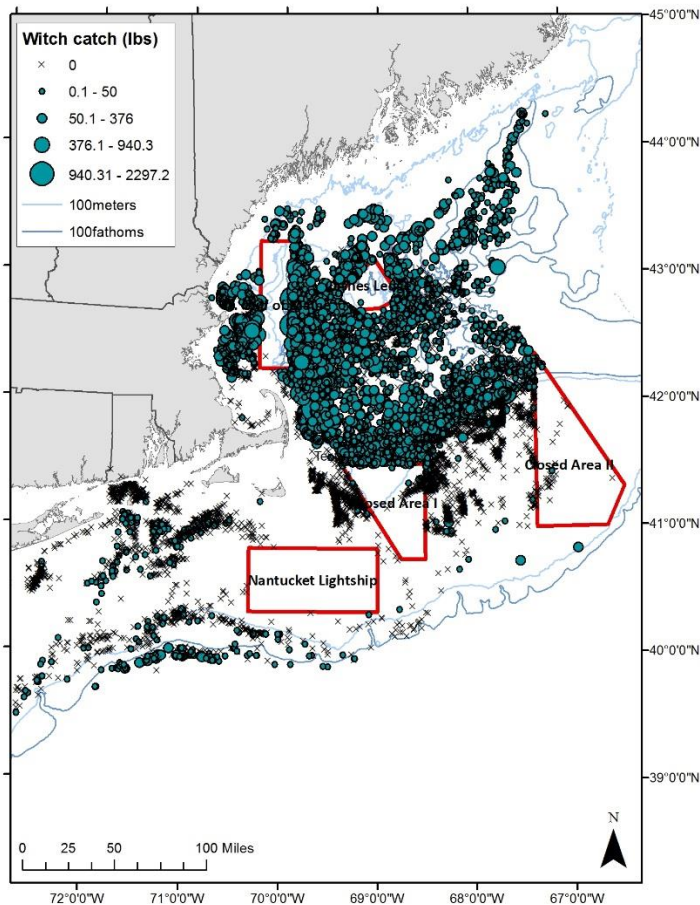 Witch catch (lbs)
0
0.1 - 50
50.1 - 376
376.1 - 940.3
940.31 - 2297.2
100meters
100fathoms
45°0'0"N
44°0'0"N
43°0'0"N
42°0'0"N
Closed Area II
Nantucket Lightship
41°0'0"N
40°0'0"N
39°0'0"N
N
0 25 50 100 Miles
72°0'0"W 71°0'0"W 70°0'0"W 69°0'0"W 68°0'0"W 67°0'0"W